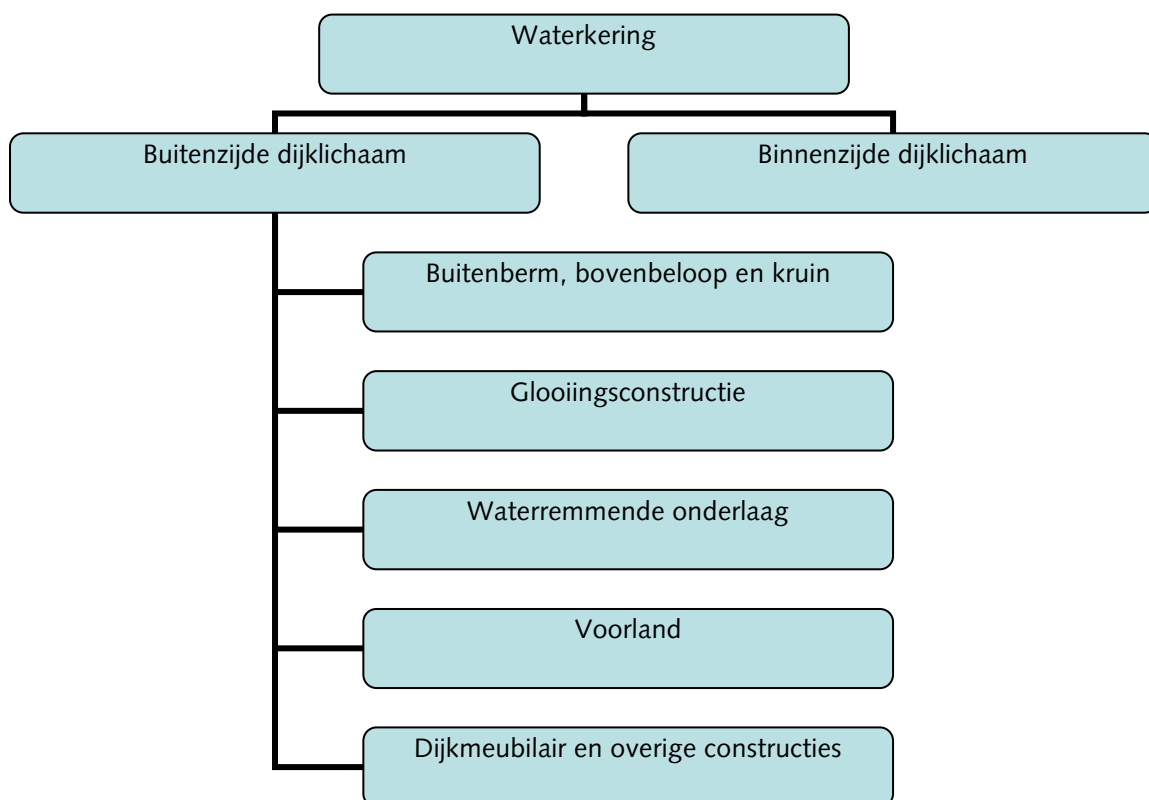 Waterkering
Buitenzijde dijklichaam
Binnenzijde dijklichaam
Buitenberm, bovenbeloop en kruin
Glooiingsconstructie
Waterremmende onderlaag
Voorland
Dijkmeubilair en overige constructies